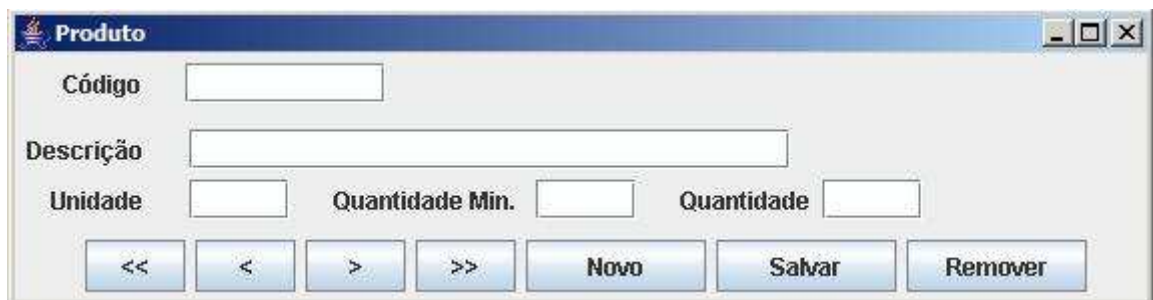 Produto
Código
Descrição
Unidade Quantidade Min. Quantidade
<< < > >> Novo Salvar Remover